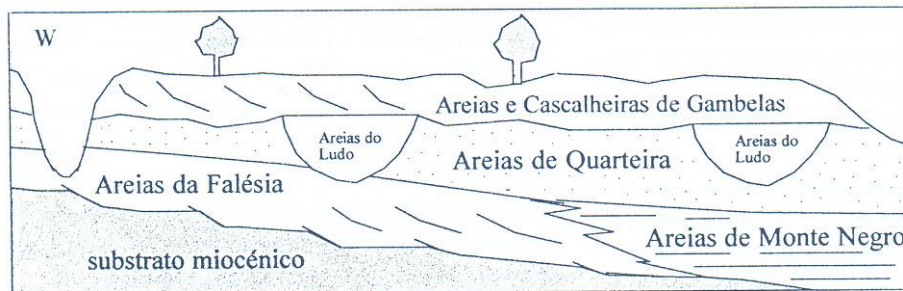 W
Areias e Cascalheiras de Gambelas
Areias do
Ludo
Areias do
Ludo
Areias de Quarteira
Areias da Falésia
Areias de Monte Negro
substrato miocénico